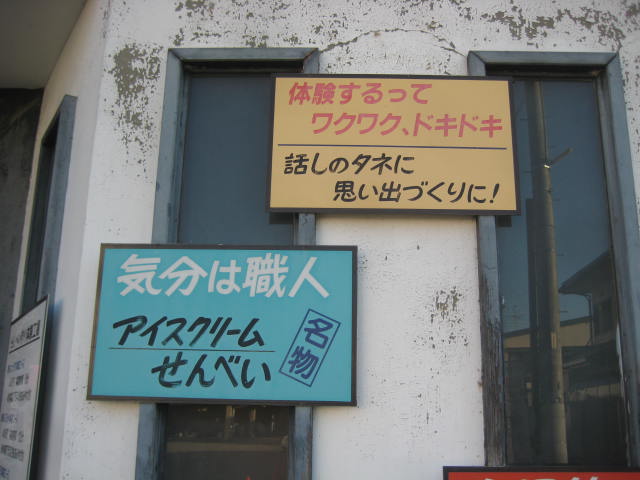 体験するって
ワクワク、ドキドキ
話しのタネに
思い出づくりに!
気分は職人
アイスクリーム
せんべい
名物